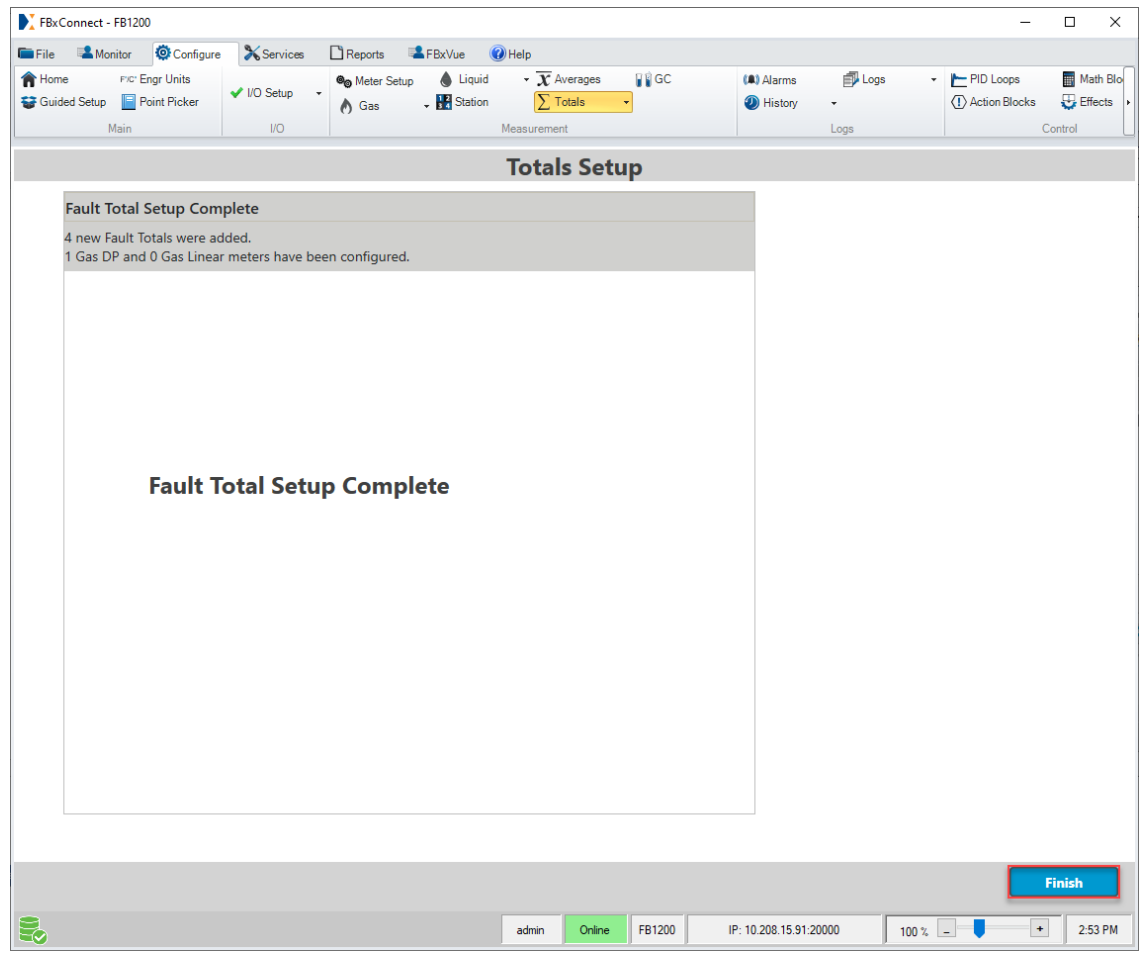 FBxConnect - FB1200
File Monitor Configure Services Reports FBxVue Help
Home F°/C° Engr Units I/O Setup Meter Setup Liquid X Averages GC Alarms Logs PID Loops Math Blo
Guided Setup Point Picker Gas Station Σ Totals History Action Blocks Effects
Main I/O Measurement Logs Control
Totals Setup
Fault Total Setup Complete
4 new Fault Totals were added.
1 Gas DP and 0 Gas Linear meters have been configured.
Fault Total Setup Complete
Finish
admin Online FB1200 IP: 10.208.15.91:20000 100 % - + 2:53 PM